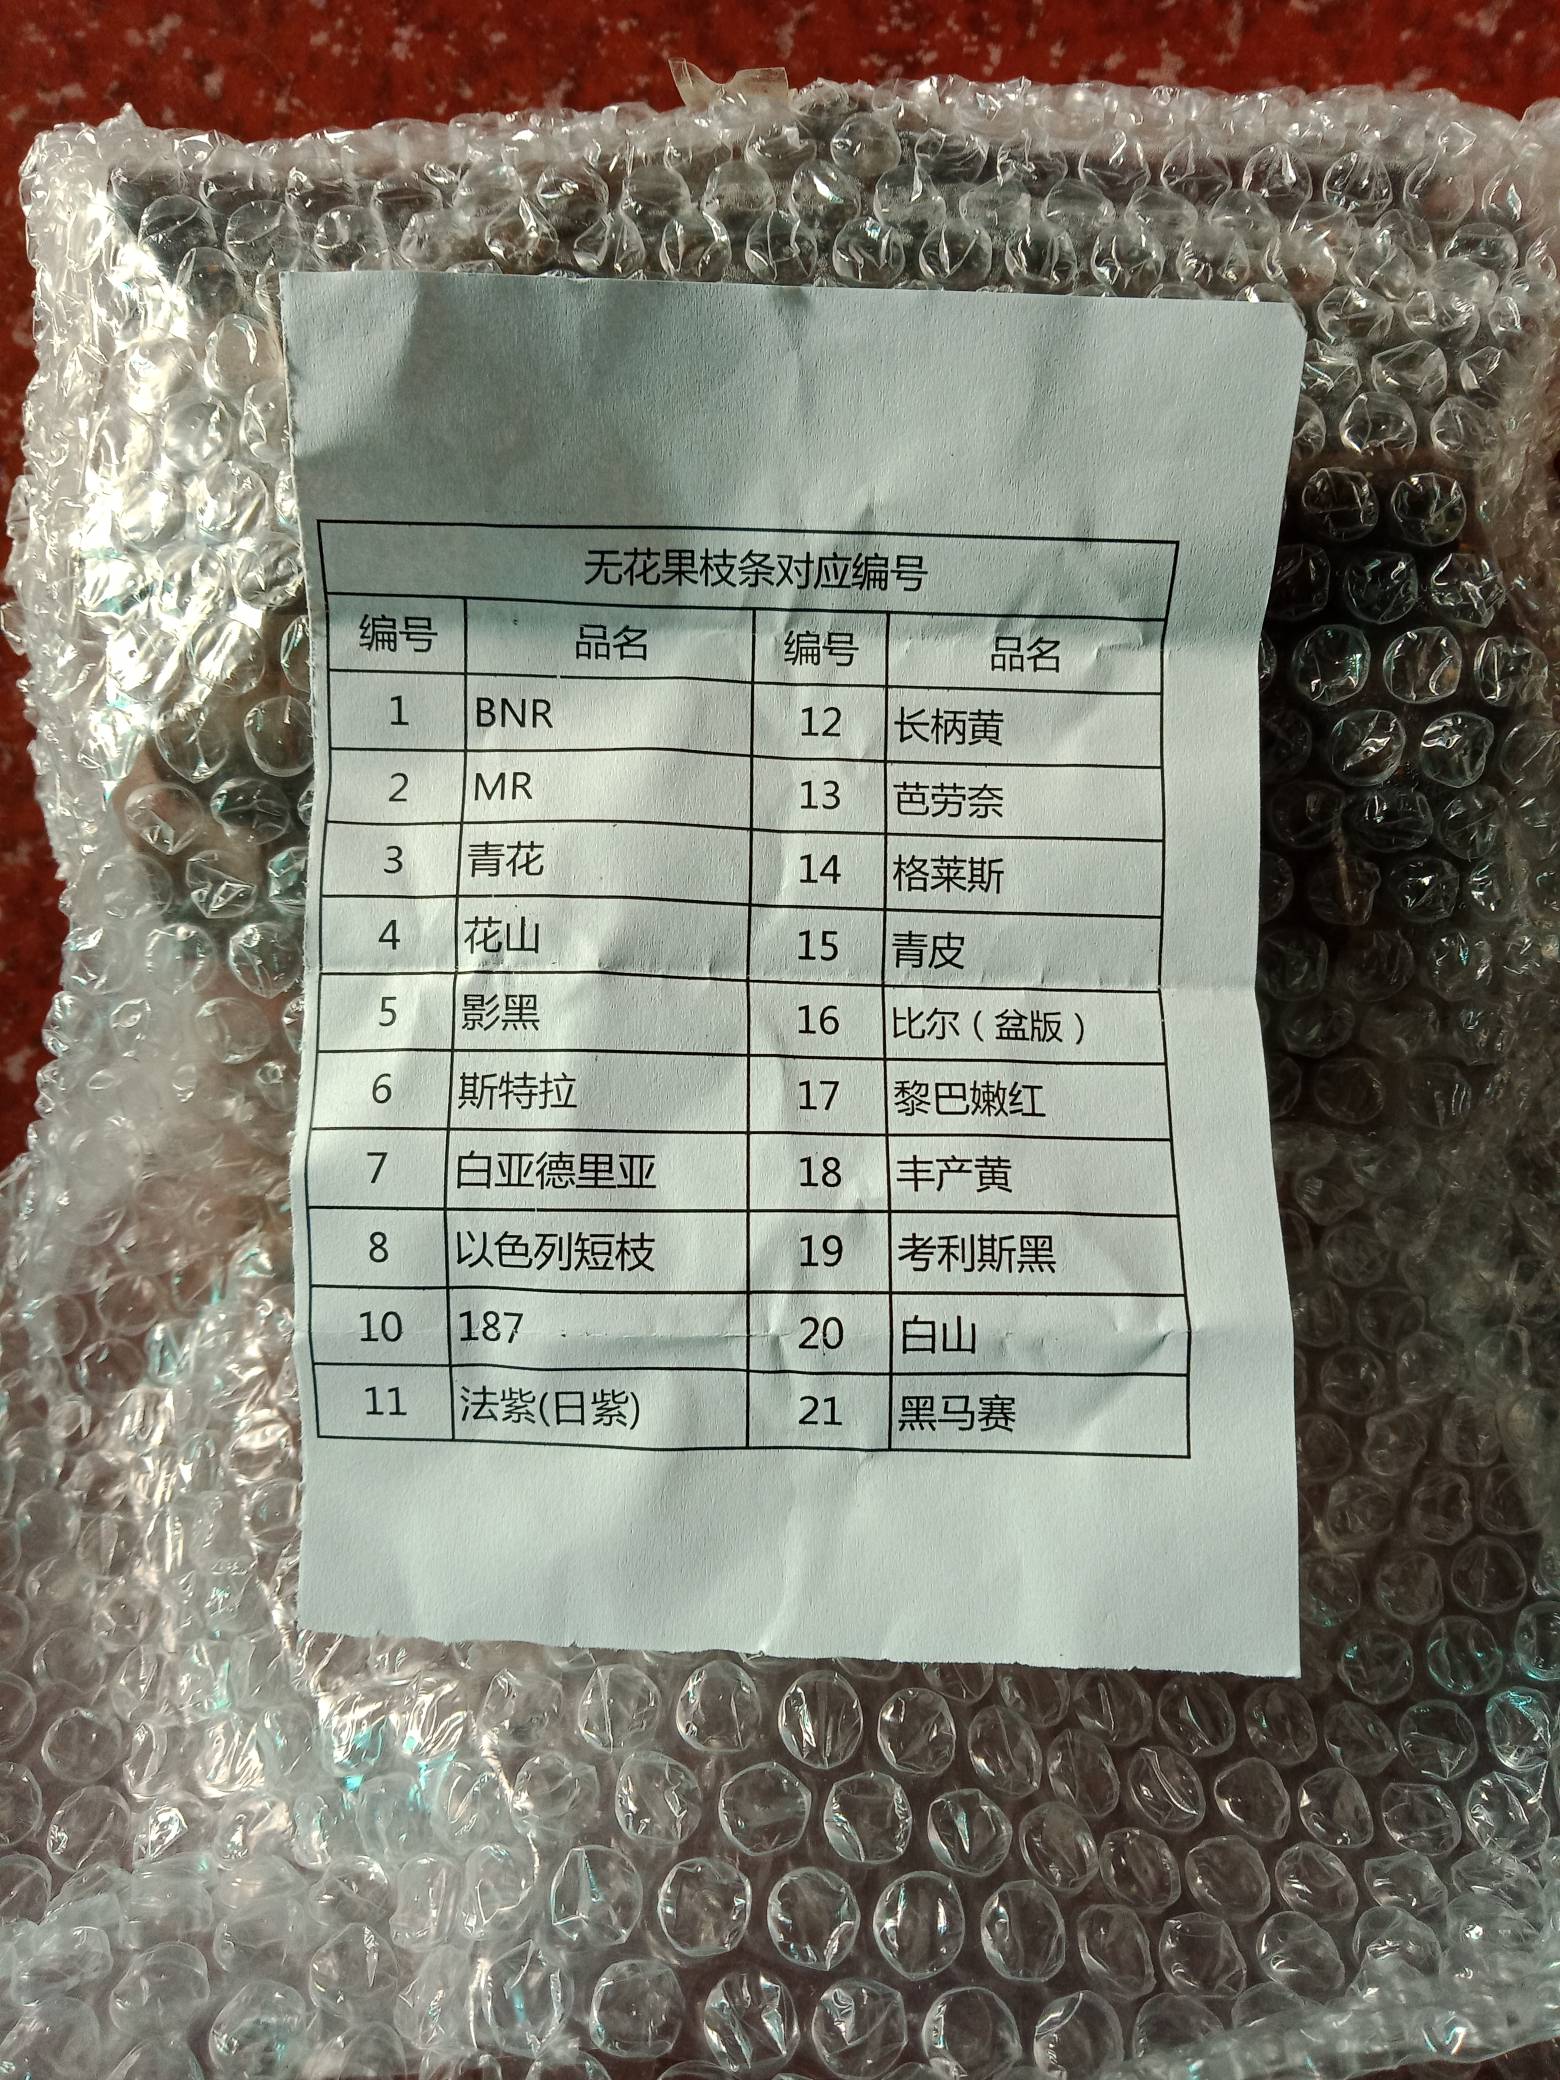 无花果枝条对应编号
编号 品名 编号 品名
1 BNR 12 长柄黄
2 MR 13 芭劳奈
3 青花 14 格莱斯
4 花山 15 青皮
5 影黑 16 比尔（盆版）
6 斯特拉 17 黎巴嫩红
7 白亚德里亚 18 丰产黄
8 以色列短枝 19 考利斯黑
10 187 20 白山
11 法紫(日紫) 21 黑马赛